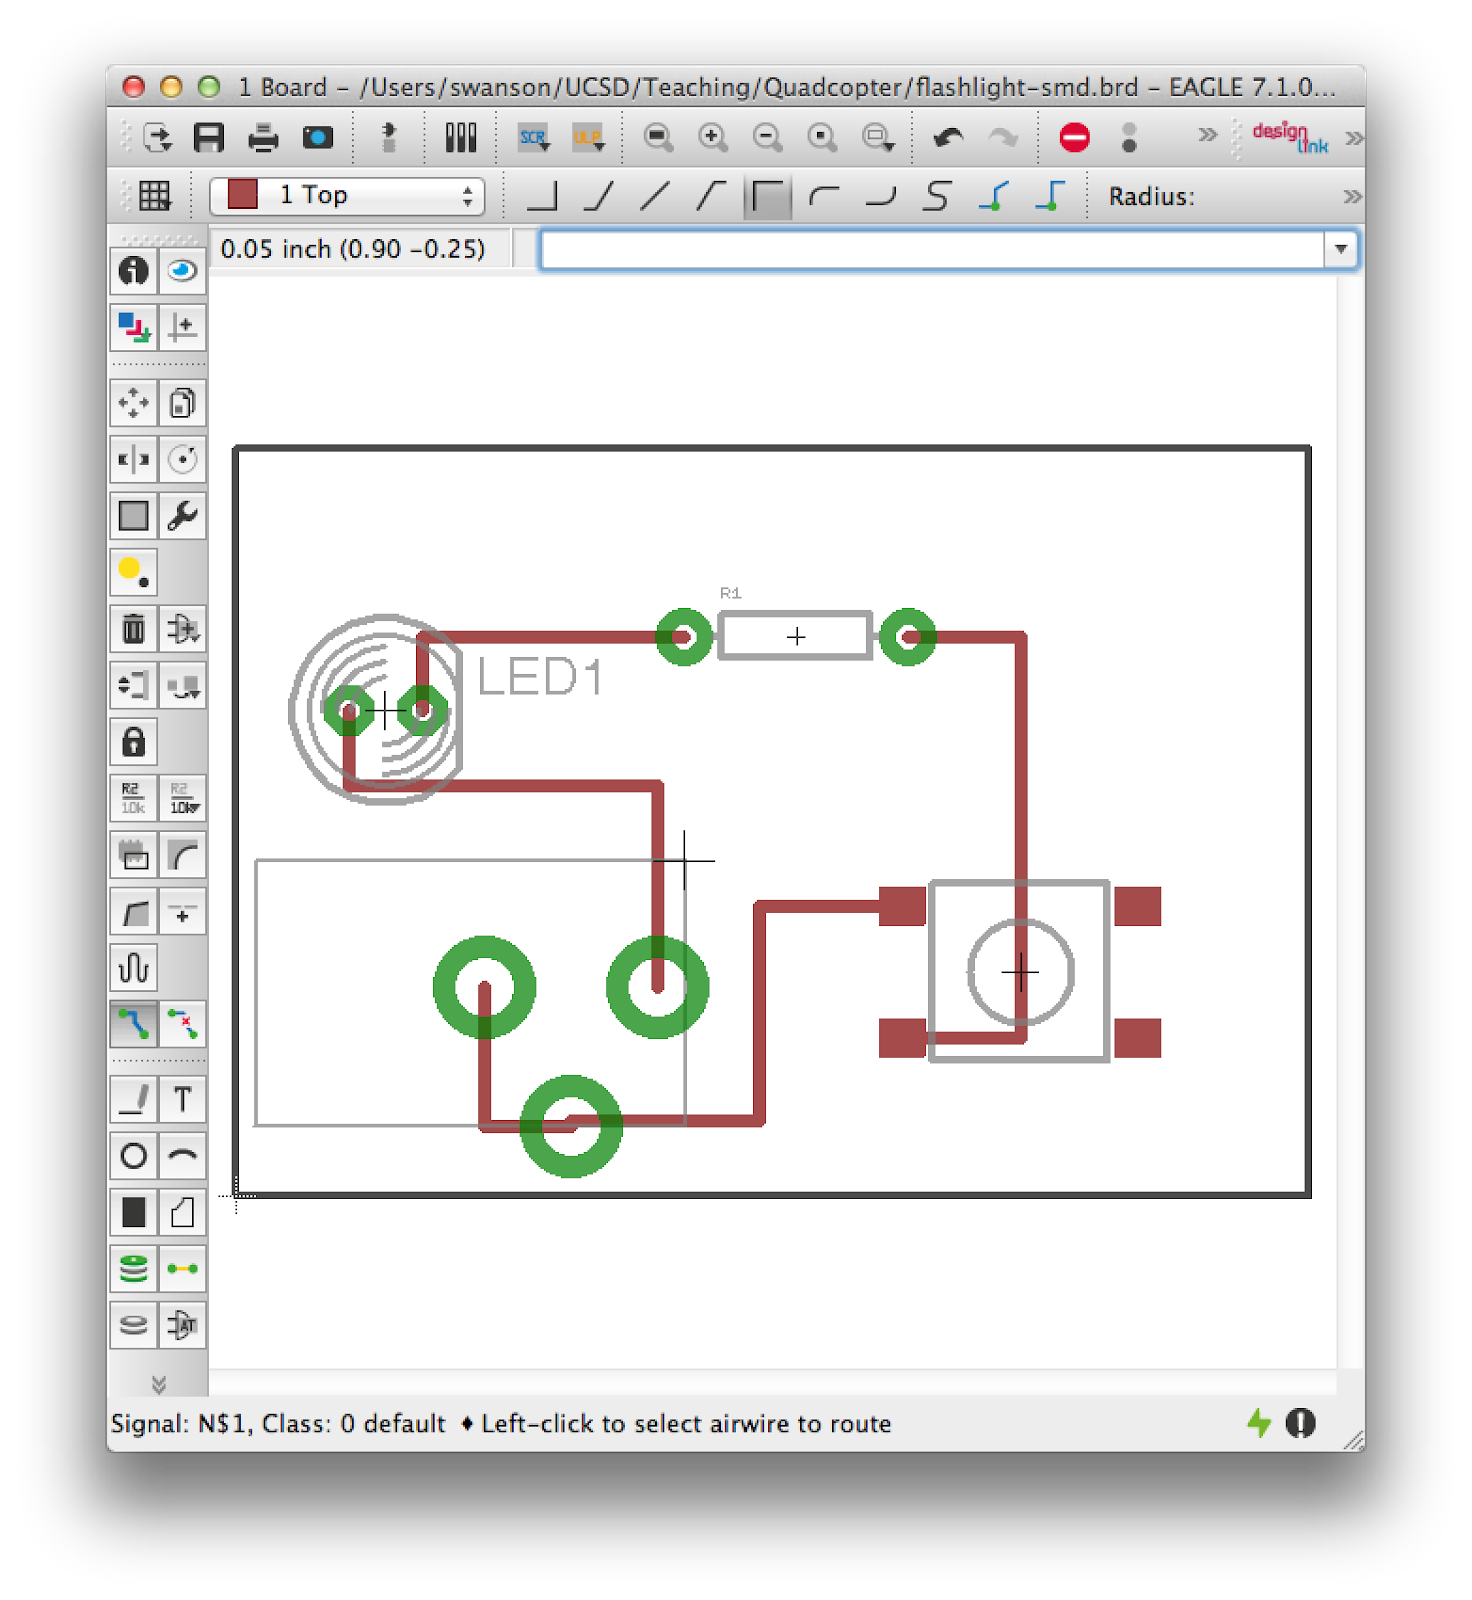 1 Board – /Users/swanson/UCSD/Teaching/Quadcopter/flashlight-smd.brd – EAGLE 7.1.0...
SCR ULP design link
1 Top Radius:
0.05 inch (0.90 -0.25)
R1
LED1
R2 R2
10k 10k
T
AT
Signal: N$1, Class: 0 default ♦ Left-click to select airwire to route